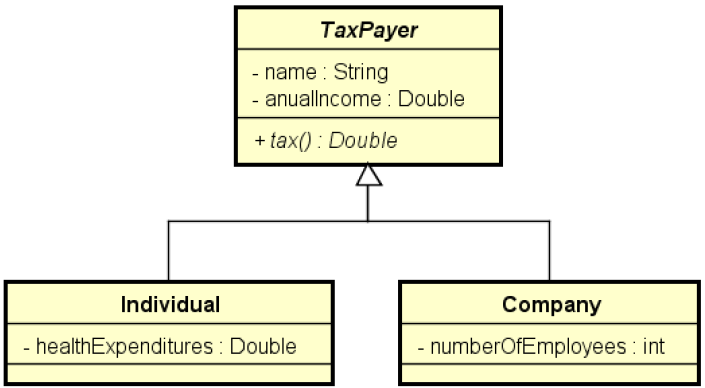 TaxPayer
- name : String
- anualIncome : Double
+ tax() : Double
Individual
- healthExpenditures : Double
Company
- numberOfEmployees : int